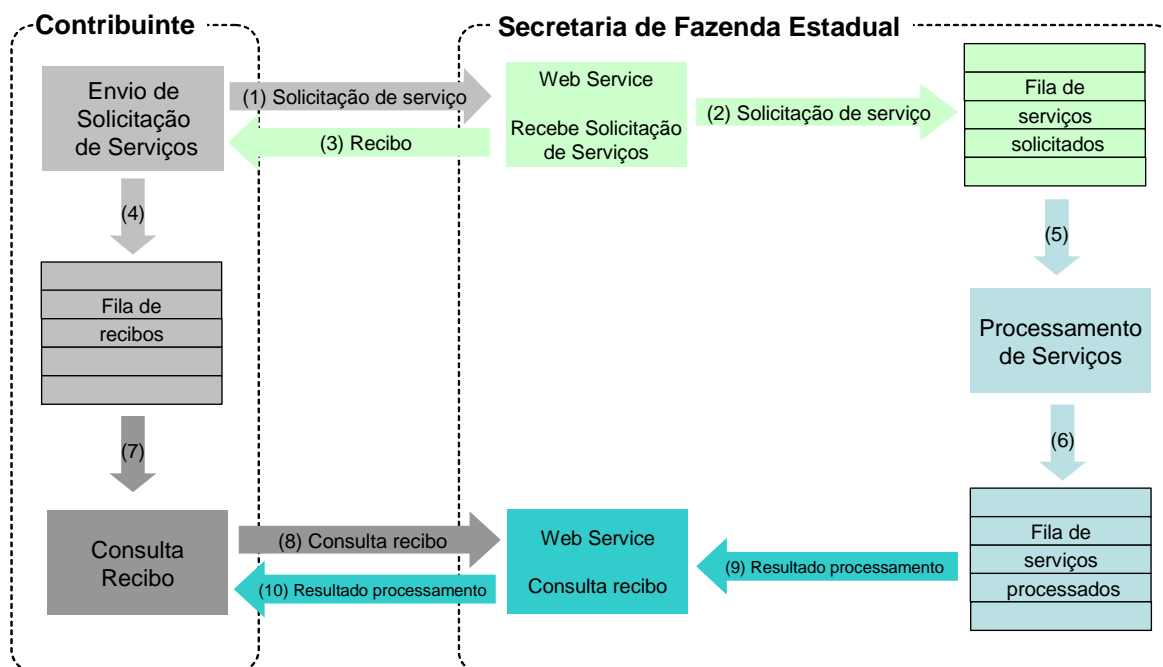 Contribuinte
Secretaria de Fazenda Estadual
Envio de
Solicitação
de Serviços
(1) Solicitação de serviço
(3) Recibo
Web Service
Recebe Solicitação
de Serviços
(2) Solicitação de serviço
Fila de
serviços
solicitados
(4)
(5)
Fila de
recibos
Processamento
de Serviços
(7)
(6)
Consulta
Recibo
(8) Consulta recibo
(10) Resultado processamento
Web Service
Consulta recibo
(9) Resultado processamento
Fila de
serviços
processados